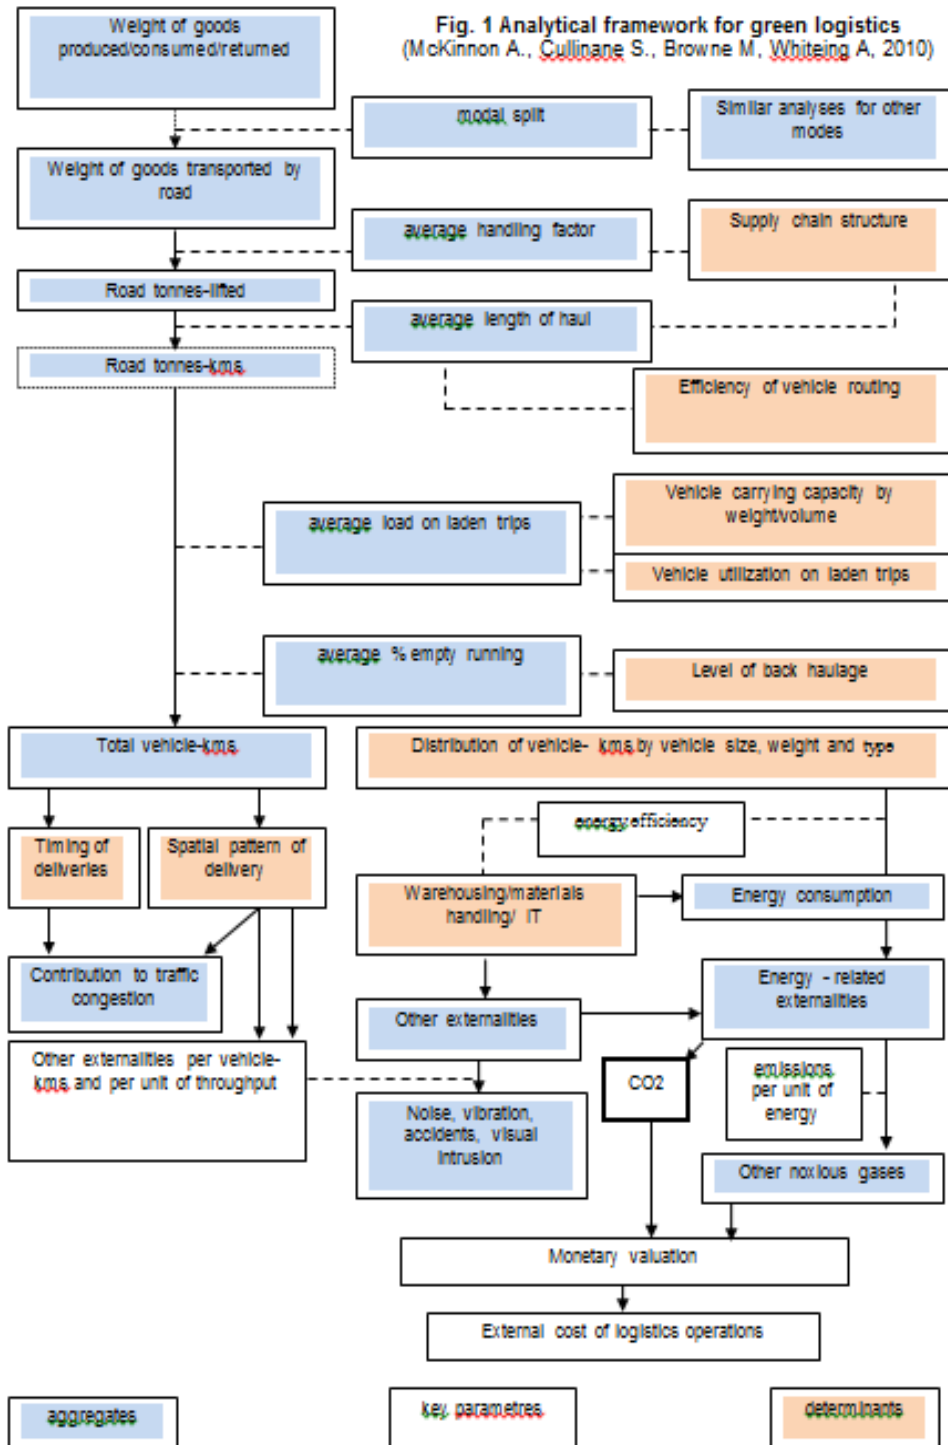 Fig. 1 Analytical framework for green logistics
(McKinnon A., Cullinane S., Browne M, Whiteing A, 2010)
Weight of goods
produced/consumed/returned
modal split
Similar analyses for other
modes
Weight of goods transported by
road
average handling factor
Supply chain structure
Road tonnes-lifted
average length of haul
Road tonnes-kms
Efficiency of vehicle routing
Vehicle carrying capacity by
weight/volume
average load on laden trips
Vehicle utilization on laden trips
average % empty running
Level of back haulage
Total vehicle-kms
Distribution of vehicle- kms by vehicle size, weight and type
energy efficiency
Timing of
deliveries
Spatial pattern of
delivery
Warehousing/materials
handling/ IT
Energy consumption
Contribution to traffic
congestion
Energy - related
externalities
Other externalities
Other externalities per vehicle-
kms and per unit of throughput
CO2
emissions
per unit of
energy
Noise, vibration,
accidents, visual
intrusion
Other noxious gases
Monetary valuation
External cost of logistics operations
aggregates
key parametres
determinants